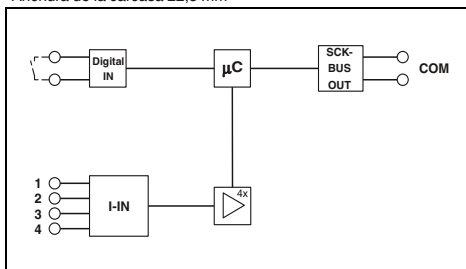 Anchura de la carcasa 22,5 mm
Digital
IN
µC
SCK-
BUS
OUT
COM
1
2
3
4
I-IN
4x